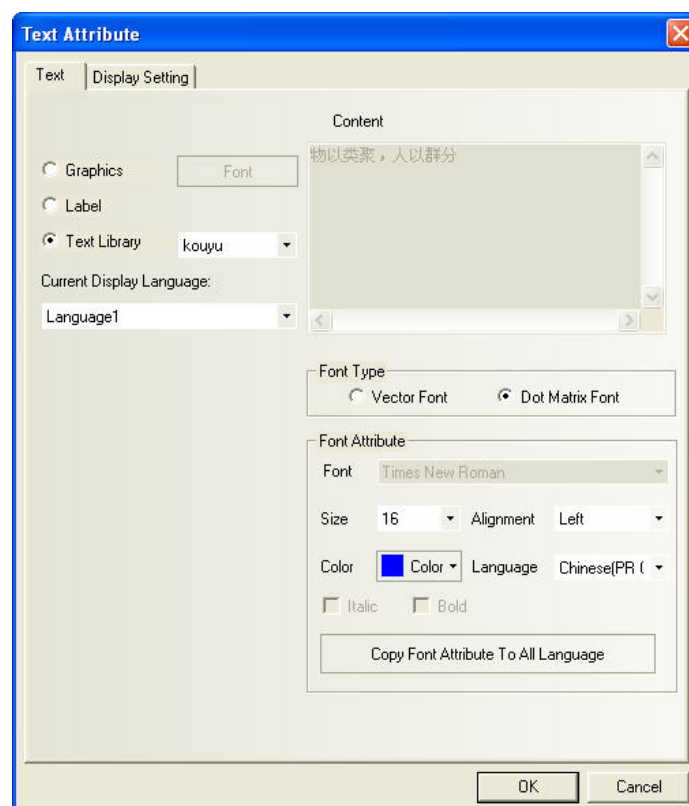 Text Attribute
Text
Display Setting
Content
物以类聚，人以群分
Graphics
Font
Label
Text Library
kouyu
Current Display Language:
Language1
Font Type
Vector Font
Dot Matrix Font
Font Attribute
Font
Times New Roman
Size
16
Alignment
Left
Color
Color
Language
Chinese(PR (
Italic
Bold
Copy Font Attribute To All Language
OK
Cancel